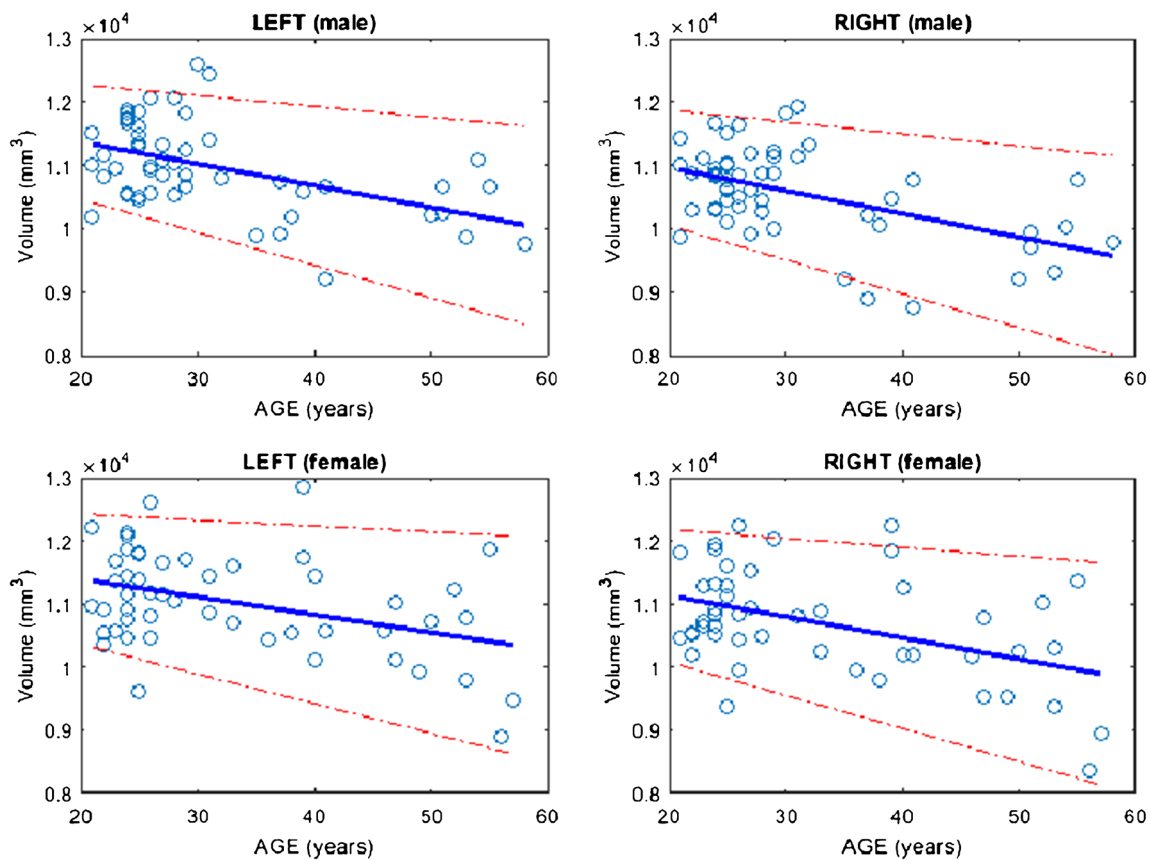 LEFT (male)
×10⁴
1.3
1.2
1.1
1
0.9
0.8
Volume (mm³)
20 30 40 50 60
AGE (years)
RIGHT (male)
×10⁴
1.3
1.2
1.1
1
0.9
0.8
Volume (mm³)
20 30 40 50 60
AGE (years)
LEFT (female)
×10⁴
1.3
1.2
1.1
1
0.9
0.8
Volume (mm³)
20 30 40 50 60
AGE (years)
RIGHT (female)
×10⁴
1.3
1.2
1.1
1
0.9
0.8
Volume (mm³)
20 30 40 50 60
AGE (years)